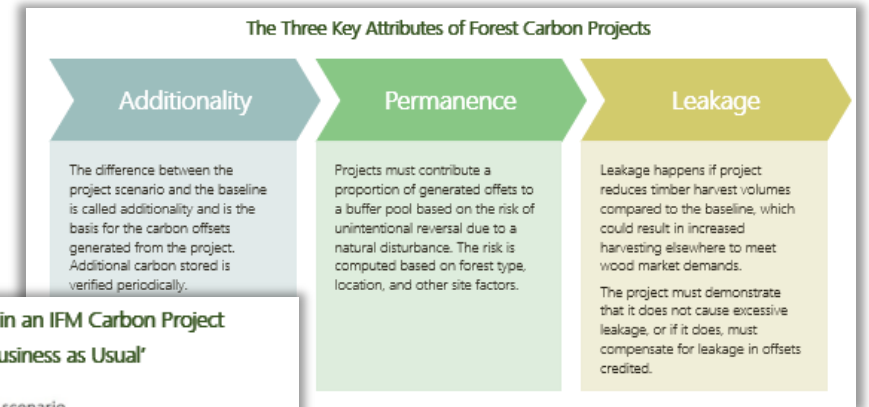 The Three Key Attributes of Forest Carbon Projects
Additionality
The difference between the
project scenario and the baseline
is called additionality and is the
basis for the carbon offsets
generated from the project.
Additional carbon stored is
verified periodically.
Permanence
Projects must contribute a
proportion of generated offets to
a buffer pool based on the risk of
unintentional reversal due to a
natural disturbance. The risk is
computed based on forest type,
location, and other site factors.
Leakage
Leakage happens if project
reduces timber harvest volumes
compared to the baseline, which
could result in increased
harvesting elsewhere to meet
wood market demands.
The project must demonstrate
that it does not cause excessive
leakage, or if it does, must
compensate for leakage in offsets
credited.
in an IFM Carbon Project
usiness as Usual'
scenario